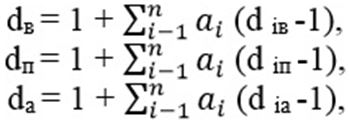 dв = 1 + ∑ⁿᵢ₋₁ aᵢ (d iв -1),
dп = 1 + ∑ⁿᵢ₋₁ aᵢ (d iп -1),
dа = 1 + ∑ⁿᵢ₋₁ aᵢ (d iа -1),